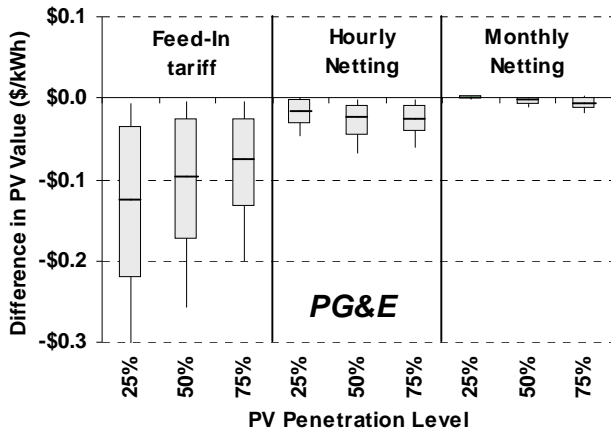 Difference in PV Value ($/kWh)
$0.1
$0.0
-$0.1
-$0.2
-$0.3
Feed-In
tariff
Hourly
Netting
Monthly
Netting
PG&E
25%
50%
75%
25%
50%
75%
25%
50%
75%
PV Penetration Level